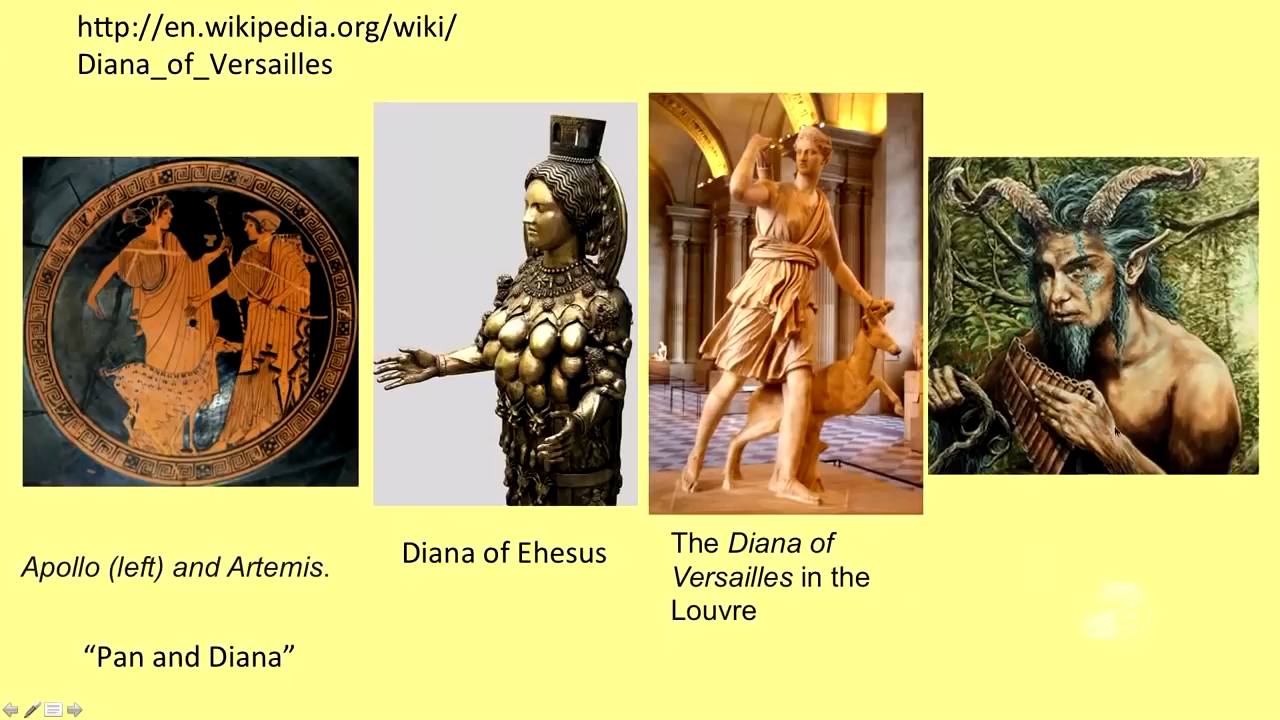 http://en.wikipedia.org/wiki/
Diana_of_Versailles
Apollo (left) and Artemis.
Diana of Ehesus
The Diana of
Versailles in the
Louvre
“Pan and Diana”